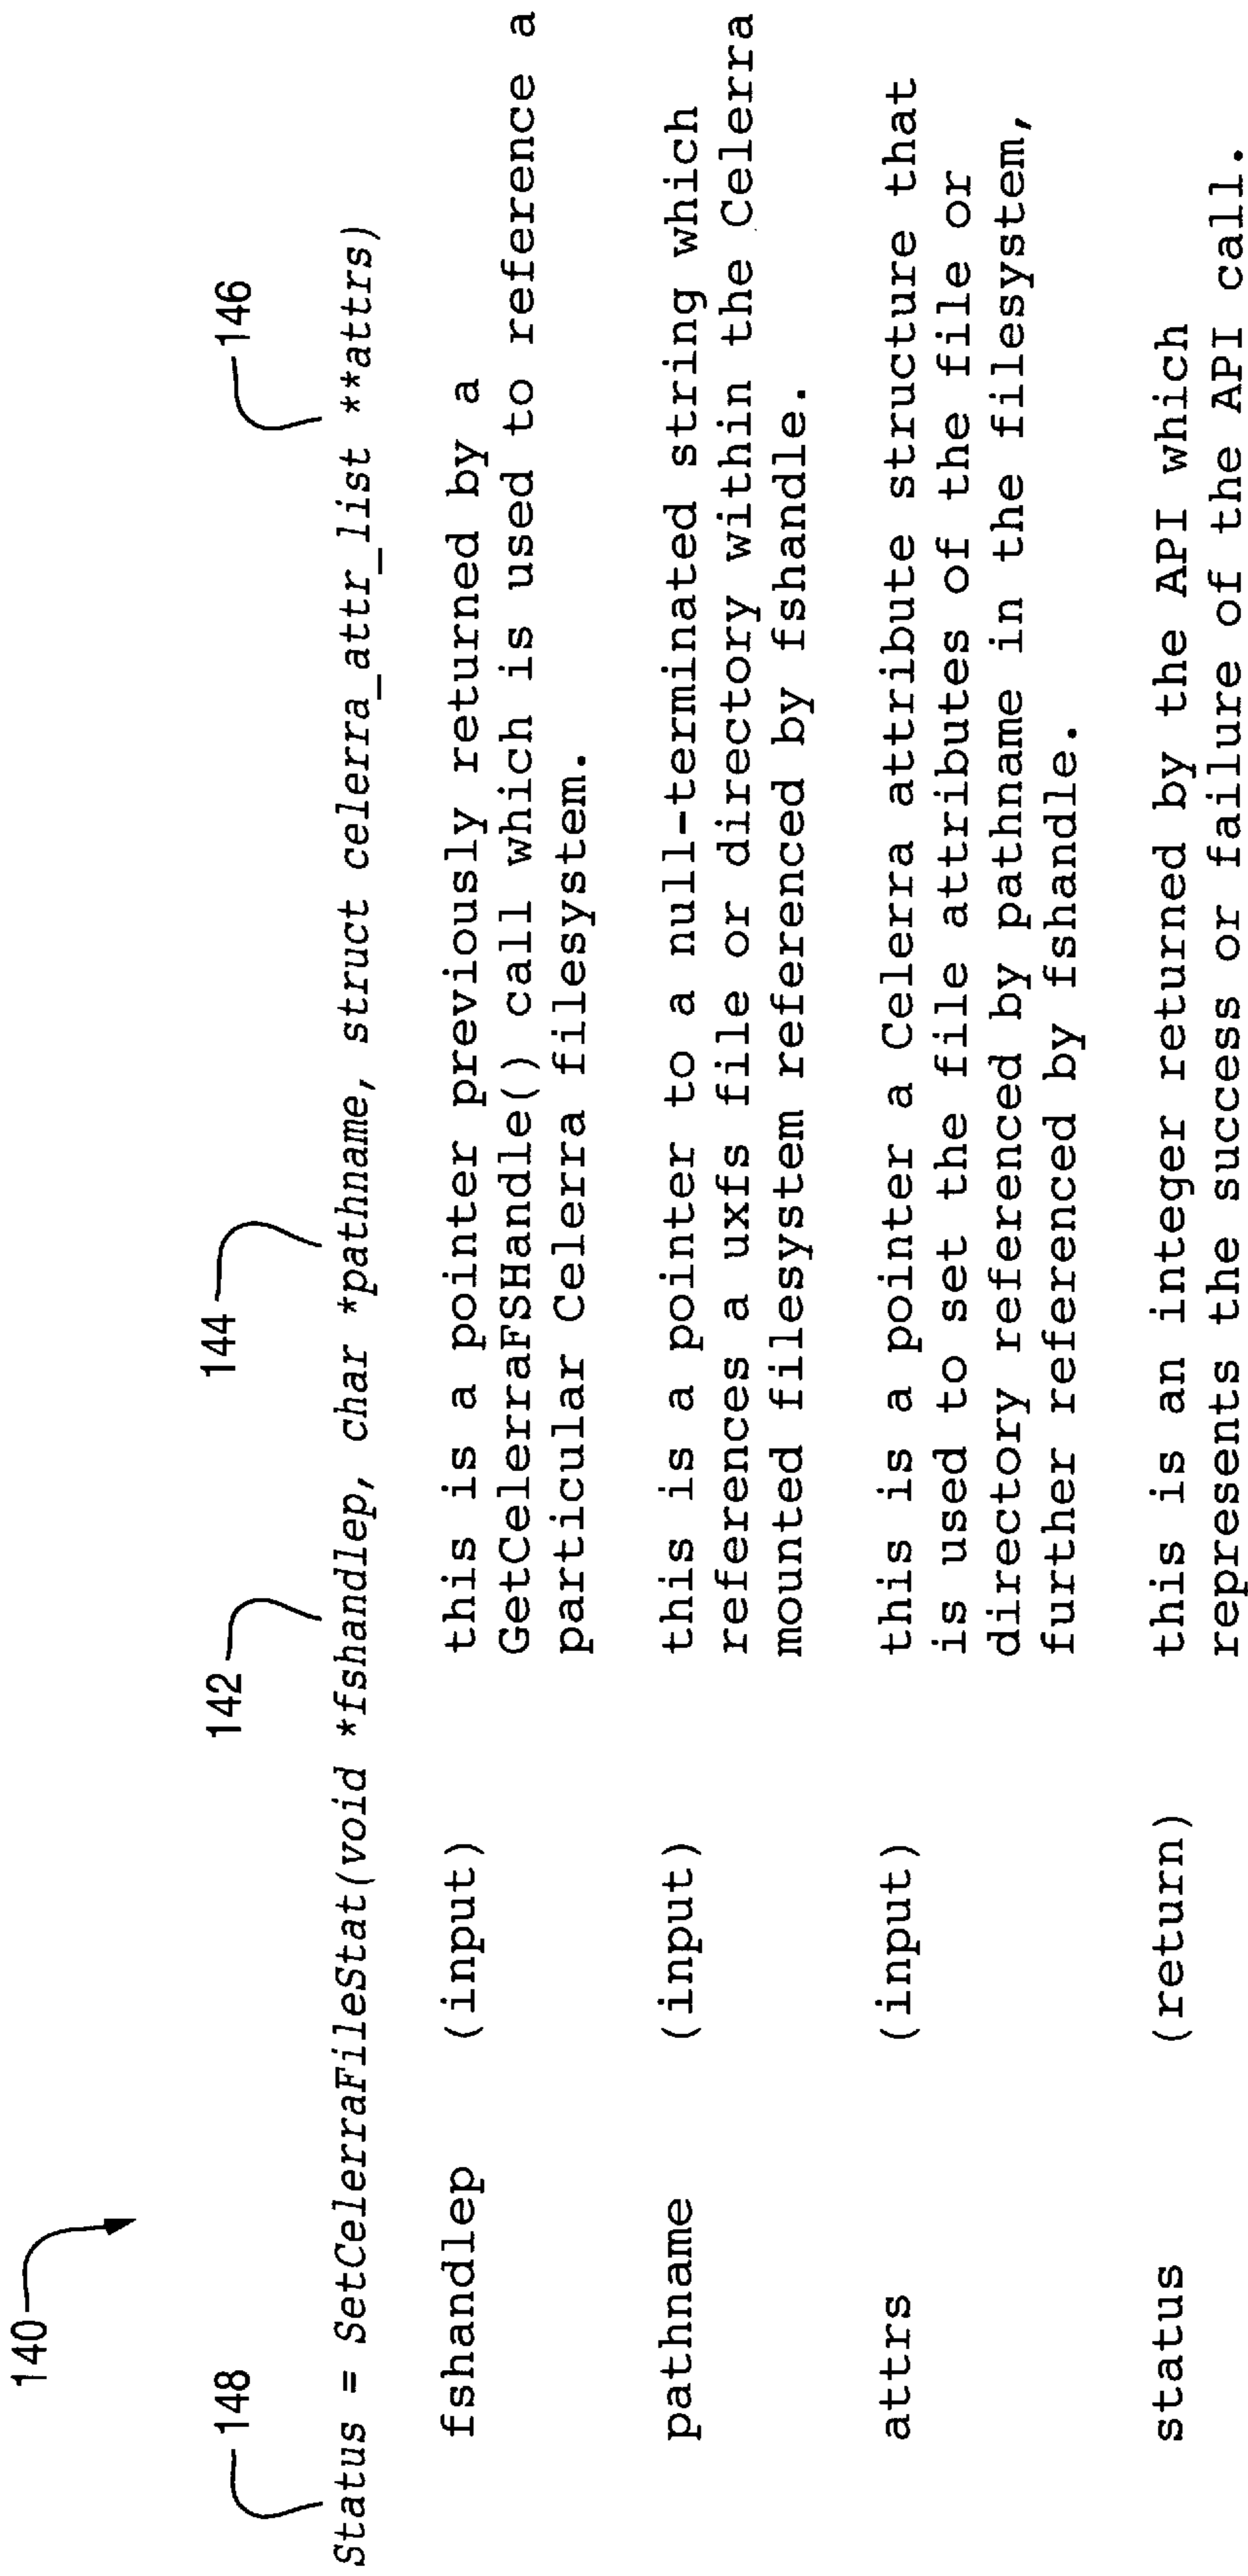 140
148
142
144
146
Status = SetCelerraFileStat(void *fshandlep, char *pathname, struct celerra_attr_list **attrs)
fshandlep (input) this is a pointer previously returned by a
GetCelerraFSHandle() call which is used to reference a
particular Celerra filesystem.
pathname (input) this is a pointer to a null-terminated string which
references a uxfs file or directory within the Celerra
mounted filesystem referenced by fshandle.
attrs (input) this is a pointer a Celerra attribute structure that
is used to set the file attributes of the file or
directory referenced by pathname in the filesystem,
further referenced by fshandle.
status (return) this is an integer returned by the API which
represents the success or failure of the API call.